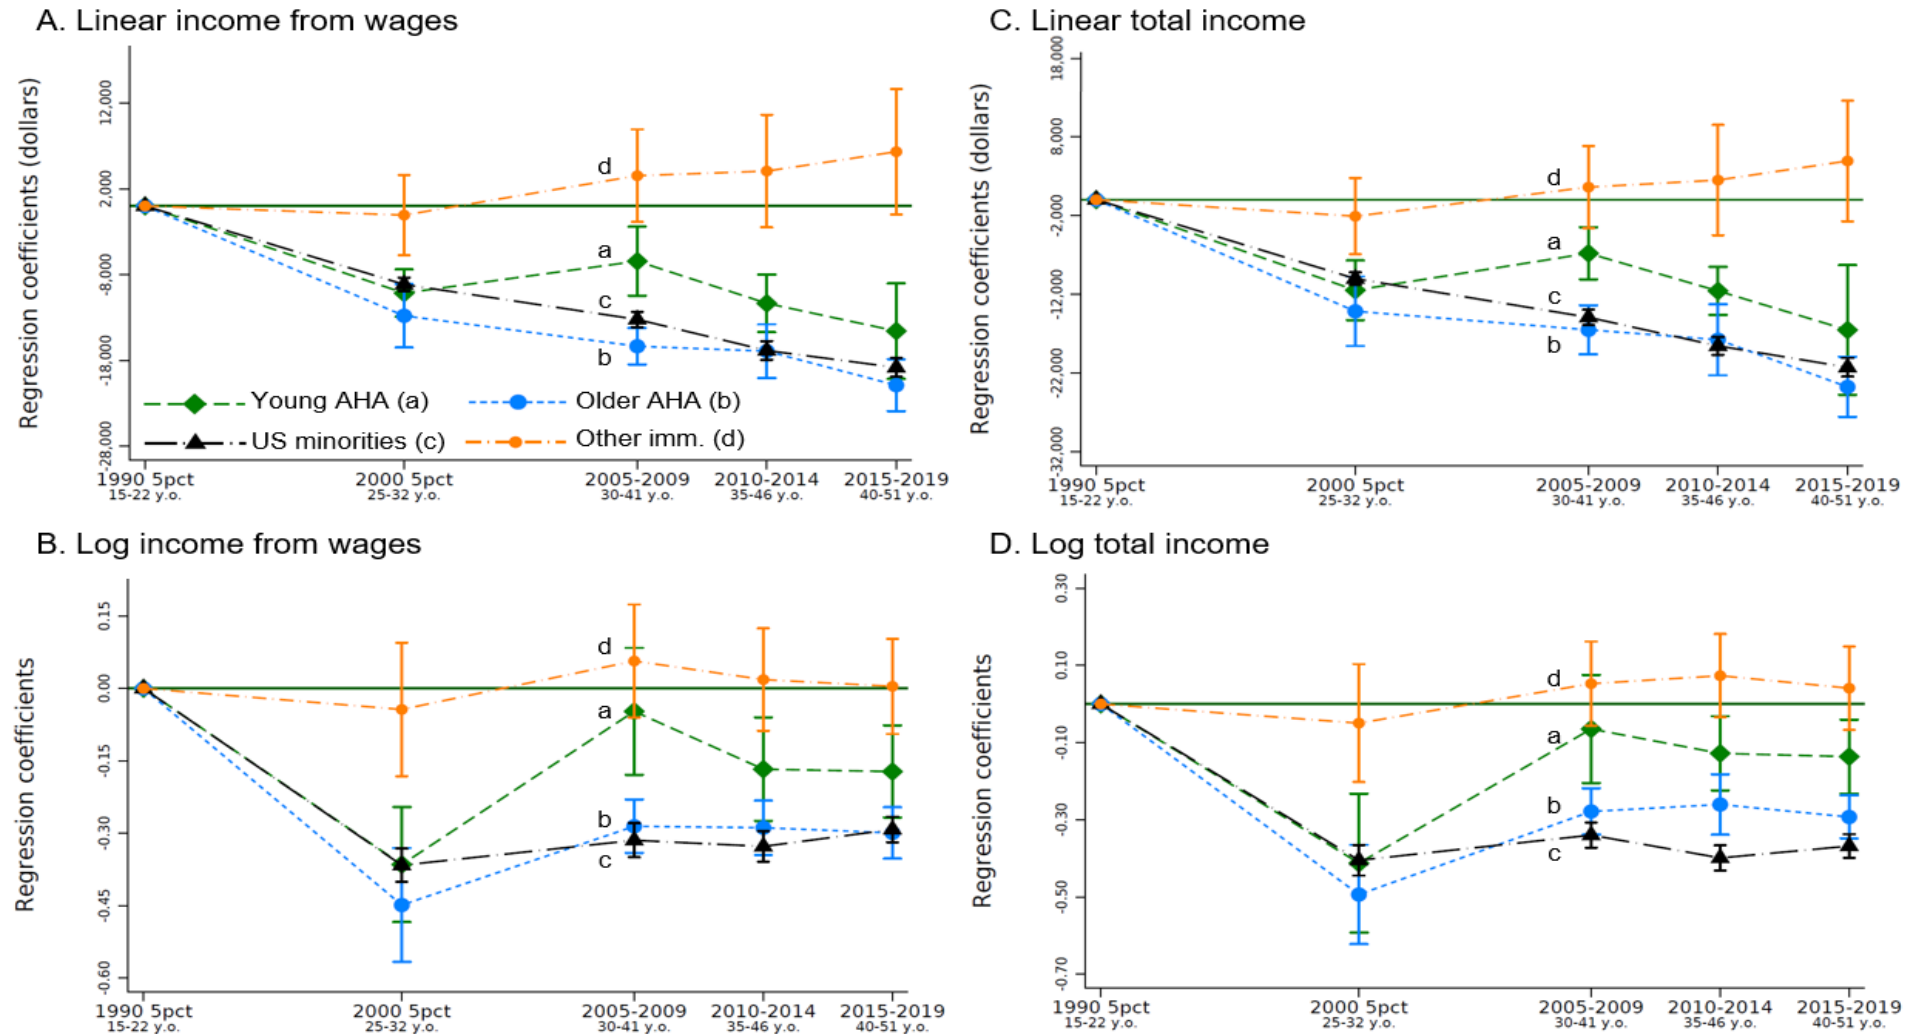 A. Linear income from wages
Regression coefficients (dollars)
12,000
2,000
-8,000
-18,000
-28,000
d
a
c
b
Young AHA (a)
Older AHA (b)
US minorities (c)
Other imm. (d)
1990 5pct
2000 5pct
2005-2009
2010-2014
2015-2019
15-22 y.o.
25-32 y.o.
30-41 y.o.
35-46 y.o.
40-51 y.o.
C. Linear total income
Regression coefficients (dollars)
18,000
8,000
-2,000
-12,000
-22,000
-32,000
d
a
c
b
1990 5pct
2000 5pct
2005-2009
2010-2014
2015-2019
15-22 y.o.
25-32 y.o.
30-41 y.o.
35-46 y.o.
40-51 y.o.
B. Log income from wages
Regression coefficients
0.15
0.00
-0.15
-0.30
-0.45
-0.60
d
a
b
c
1990 5pct
2000 5pct
2005-2009
2010-2014
2015-2019
15-22 y.o.
25-32 y.o.
30-41 y.o.
35-46 y.o.
40-51 y.o.
D. Log total income
Regression coefficients
0.30
0.10
-0.10
-0.30
-0.50
-0.70
d
a
b
c
1990 5pct
2000 5pct
2005-2009
2010-2014
2015-2019
15-22 y.o.
25-32 y.o.
30-41 y.o.
35-46 y.o.
40-51 y.o.